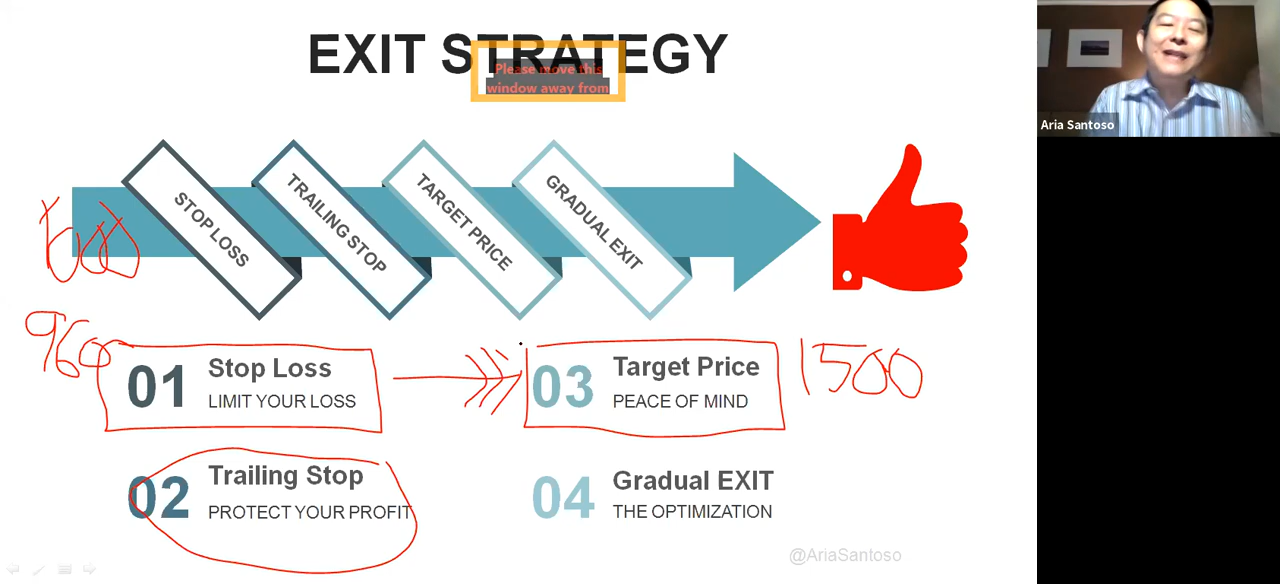 EXIT STRATEGY
Please move this
window away from
Aria Santoso
STOP LOSS
TRAILING STOP
TARGET PRICE
GRADUAL EXIT
960
01 Stop Loss
LIMIT YOUR LOSS
03 Target Price
PEACE OF MIND
1500
02 Trailing Stop
PROTECT YOUR PROFIT
04 Gradual EXIT
THE OPTIMIZATION
@AriaSantoso